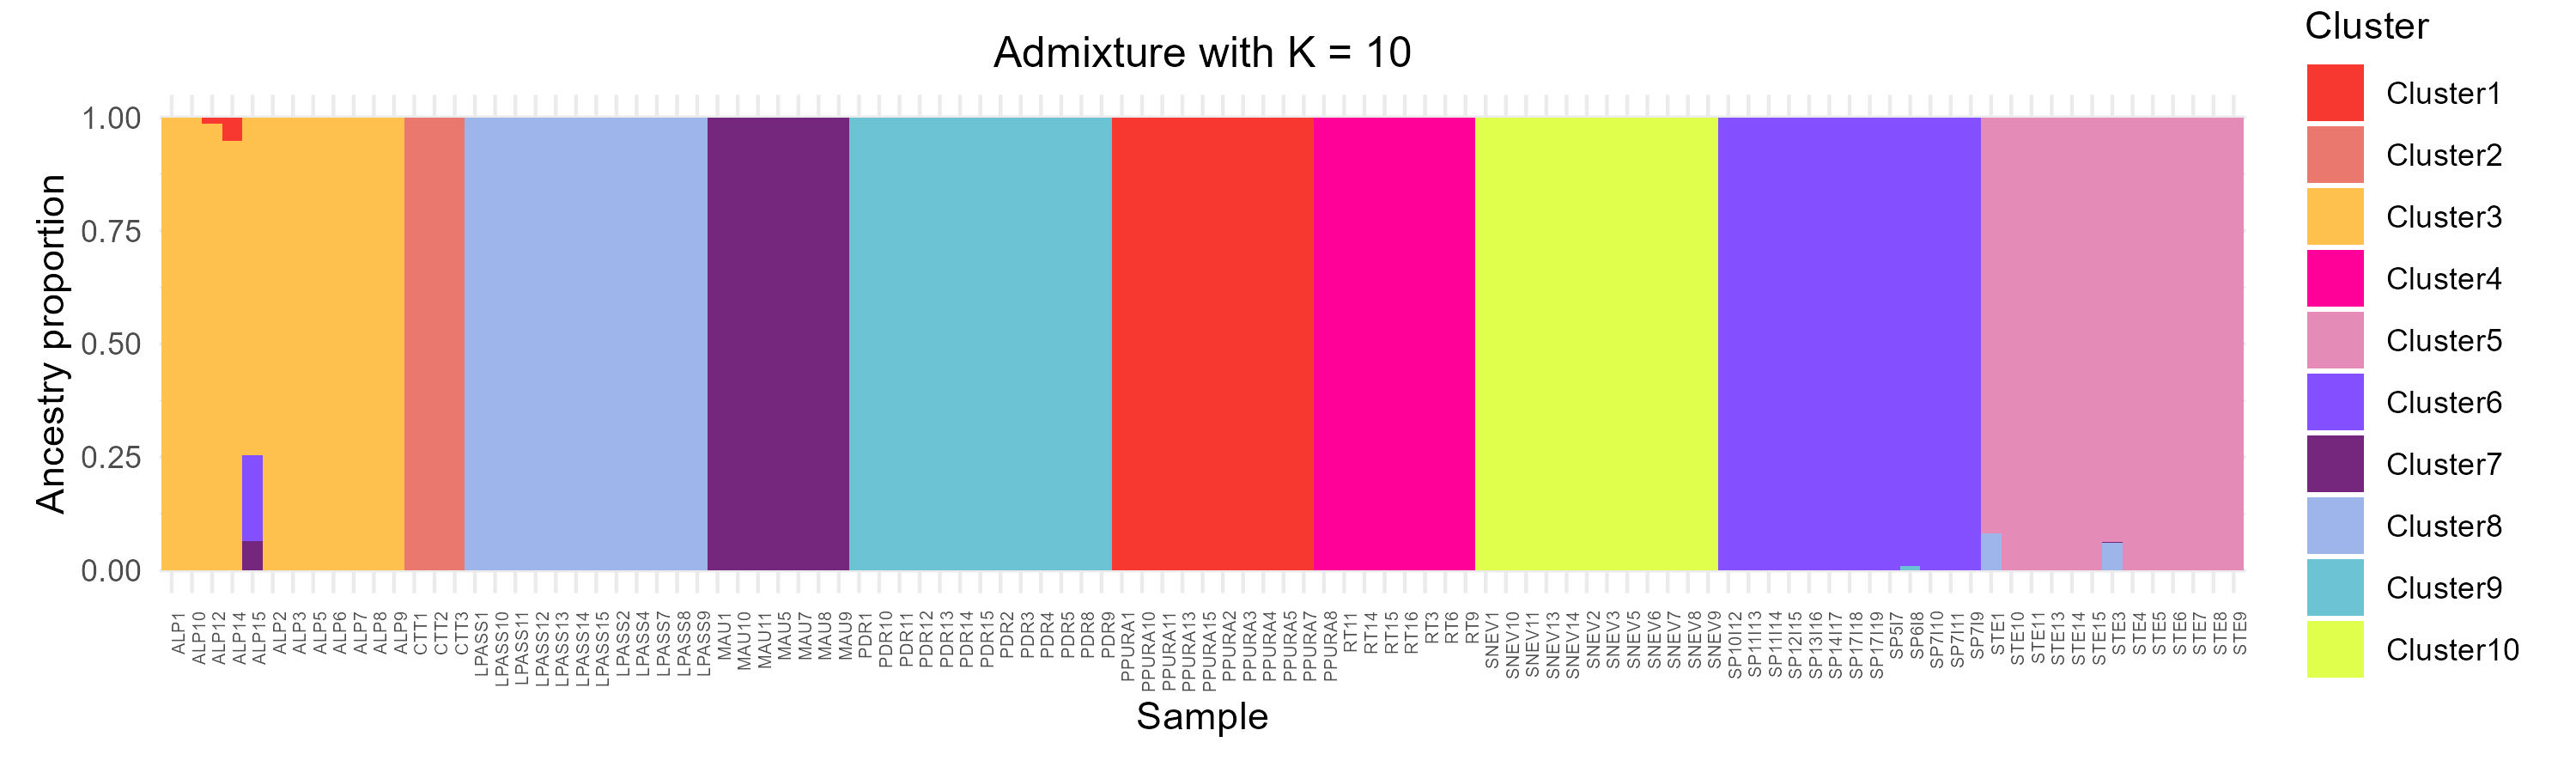 Admixture with K = 10
Ancestry proportion
1.00
0.75
0.50
0.25
0.00
ALP1
ALP10
ALP12
ALP14
ALP15
ALP2
ALP3
ALP5
ALP6
ALP7
ALP8
ALP9
CTT1
CTT2
CTT3
LPASS1
LPASS10
LPASS11
LPASS12
LPASS13
LPASS14
LPASS15
LPASS2
LPASS4
LPASS7
LPASS8
LPASS9
MAU1
MAU10
MAU11
MAU5
MAU7
MAU8
MAU9
PDR1
PDR10
PDR11
PDR12
PDR13
PDR14
PDR15
PDR2
PDR3
PDR4
PDR5
PDR8
PDR9
PPURA1
PPURA10
PPURA11
PPURA13
PPURA15
PPURA2
PPURA3
PPURA4
PPURA5
PPURA7
PPURA8
RT11
RT14
RT15
RT16
RT3
RT6
RT9
SNEV1
SNEV10
SNEV11
SNEV13
SNEV14
SNEV2
SNEV3
SNEV5
SNEV6
SNEV7
SNEV8
SNEV9
SP10I12
SP11I13
SP11I14
SP12I15
SP13I16
SP14I17
SP17I18
SP17I19
SP5I7
SP6I8
SP7I10
SP7I11
SP7I9
STE1
STE10
STE11
STE13
STE14
STE15
STE3
STE4
STE5
STE6
STE7
STE8
STE9
Sample
Cluster
Cluster1
Cluster2
Cluster3
Cluster4
Cluster5
Cluster6
Cluster7
Cluster8
Cluster9
Cluster10